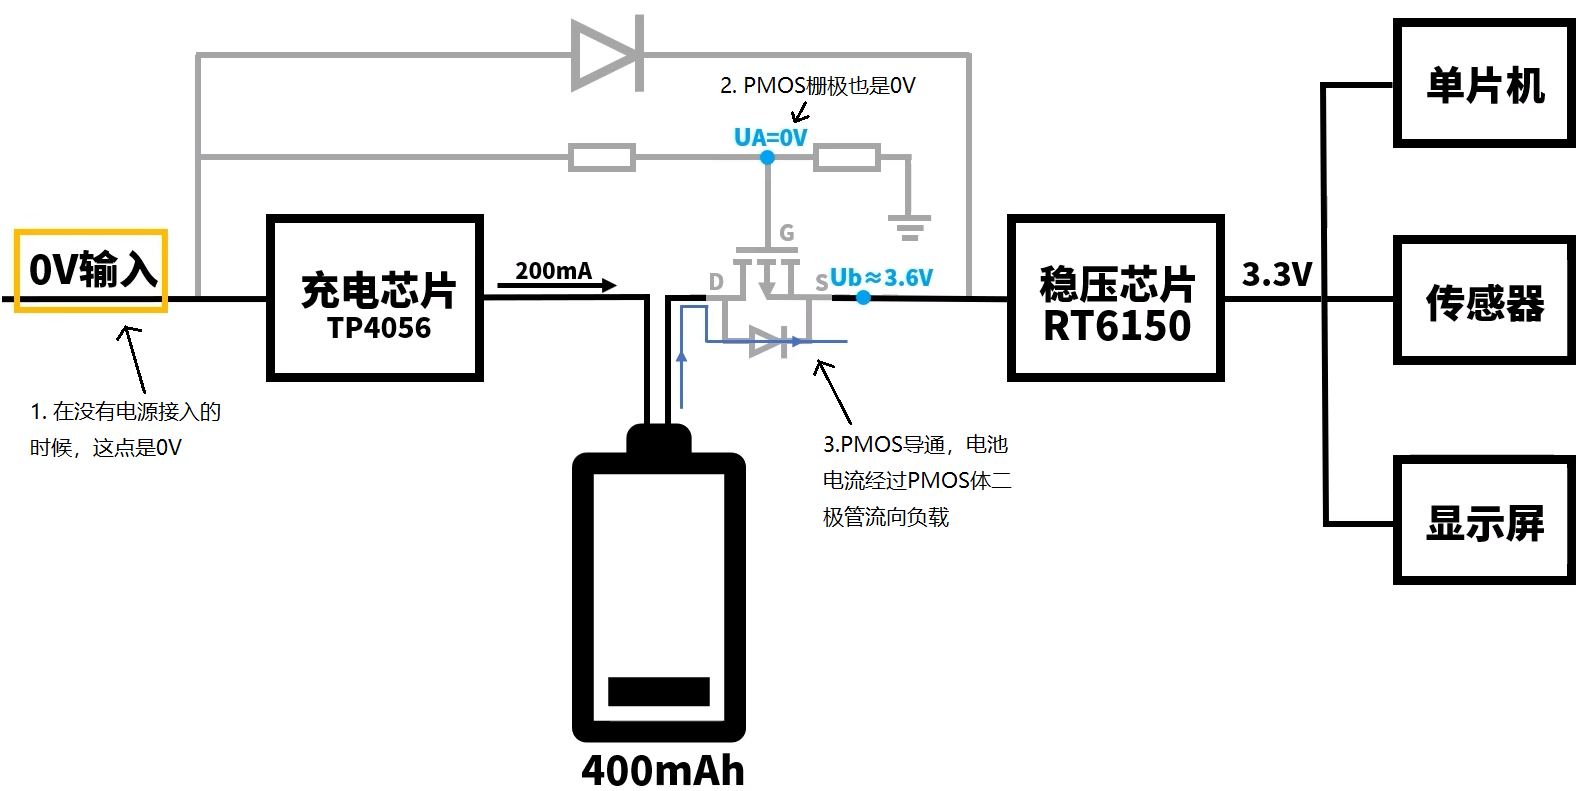 2. PMOS栅极也是0V
UA=0V
单片机
0V输入
充电芯片
TP4056
200mA
G
D
S
Ub≈3.6V
稳压芯片
RT6150
3.3V
传感器
1. 在没有电源接入的
时候，这点是0V
3.PMOS导通，电池
电流经过PMOS体二
极管流向负载
显示屏
400mAh